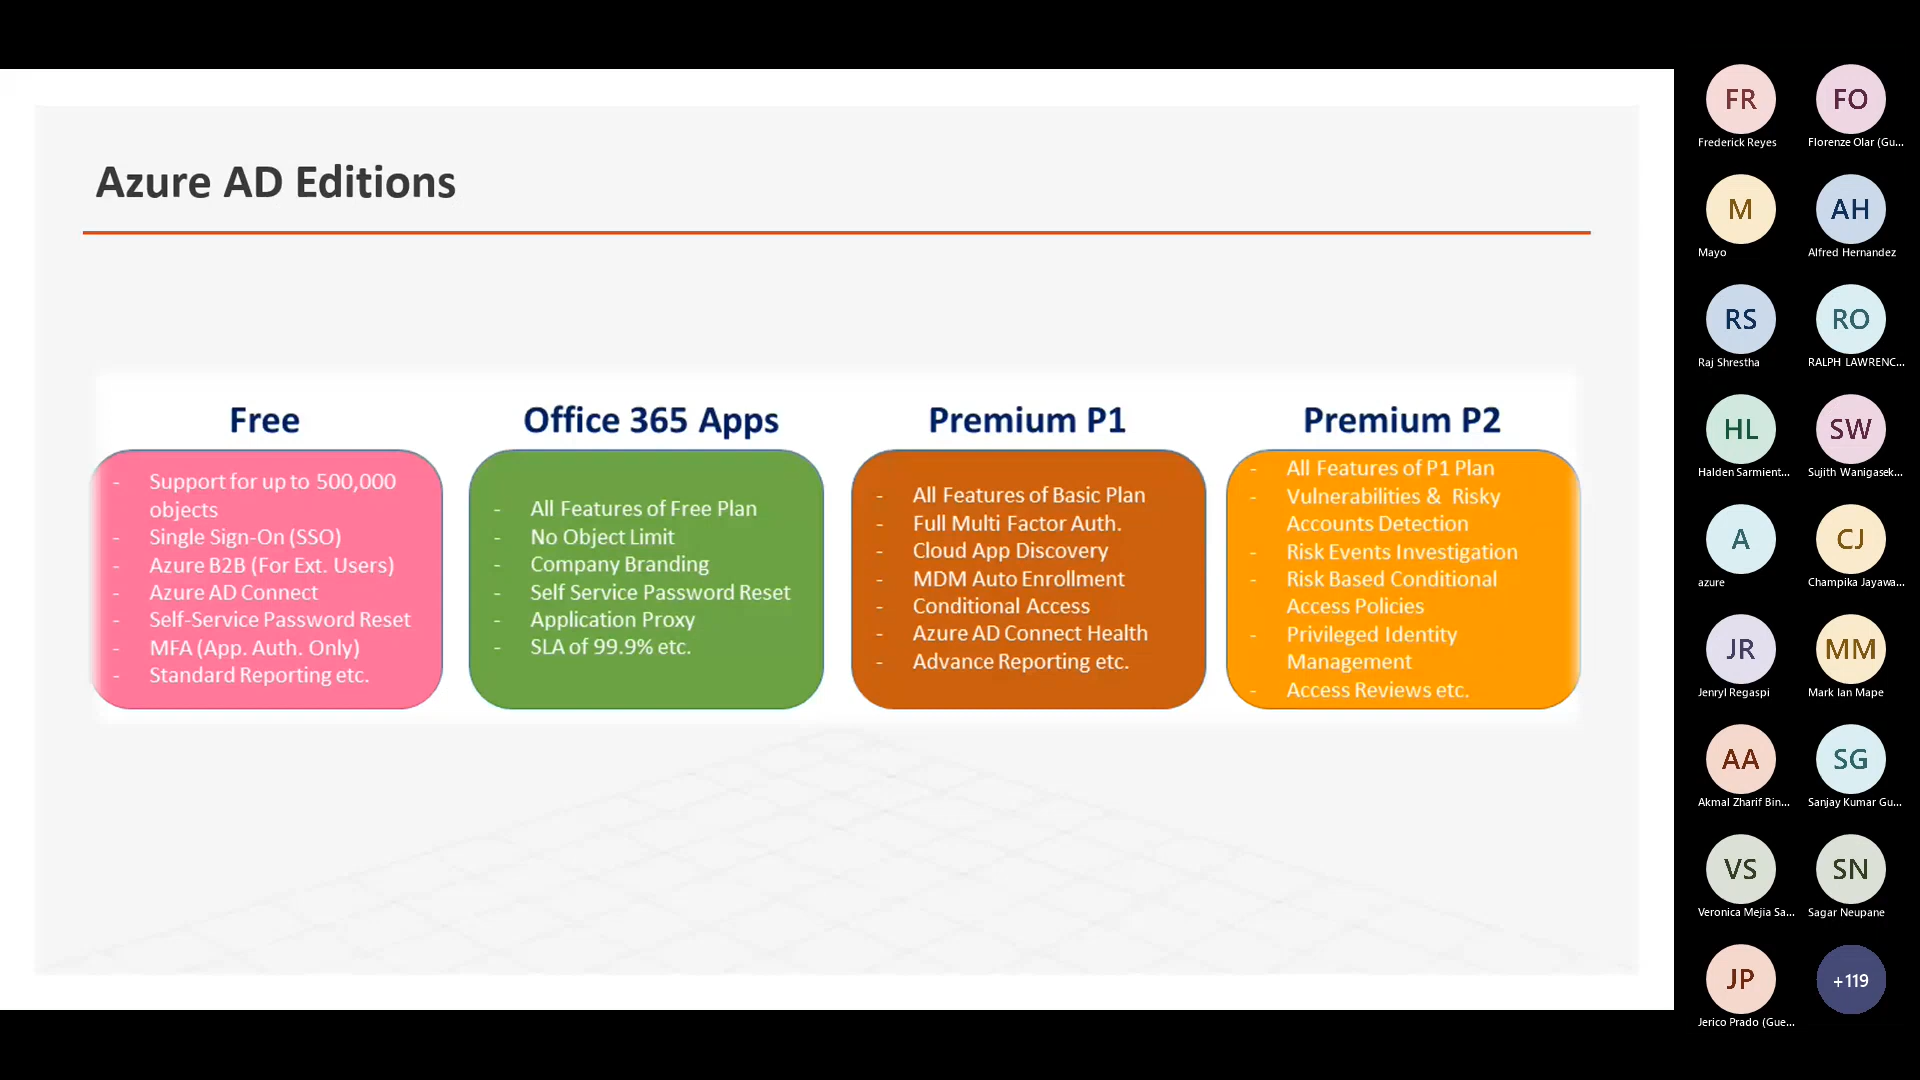 Azure AD Editions
Free
- Support for up to 500,000
objects
- Single Sign-On (SSO)
- Azure B2B (For Ext. Users)
- Azure AD Connect
- Self-Service Password Reset
- MFA (App. Auth. Only)
- Standard Reporting etc.
Office 365 Apps
- All Features of Free Plan
- No Object Limit
- Company Branding
- Self Service Password Reset
- Application Proxy
- SLA of 99.9% etc.
Premium P1
- All Features of Basic Plan
- Full Multi Factor Auth.
- Cloud App Discovery
- MDM Auto Enrollment
- Conditional Access
- Azure AD Connect Health
- Advance Reporting etc.
Premium P2
- All Features of P1 Plan
- Vulnerabilities & Risky
Accounts Detection
- Risk Events Investigation
- Risk Based Conditional
Access Policies
- Privileged Identity
Management
- Access Reviews etc.
FR
Frederick Reyes
FO
Florenze Olar (Gu...
M
Mayo
AH
Alfred Hernandez
RS
Raj Shrestha
RO
RALPH LAWRENC...
HL
Halden Sarmient...
SW
Sujith Wanigasek...
A
azure
CJ
Champika Jayawa...
JR
Jenryl Regaspi
MM
Mark Ian Mape
AA
Akmal Zharif Bin...
SG
Sanjay Kumar Gu...
VS
Veronica Mejia Sa...
SN
Sagar Neupane
JP
Jerico Prado (Gue...
+119